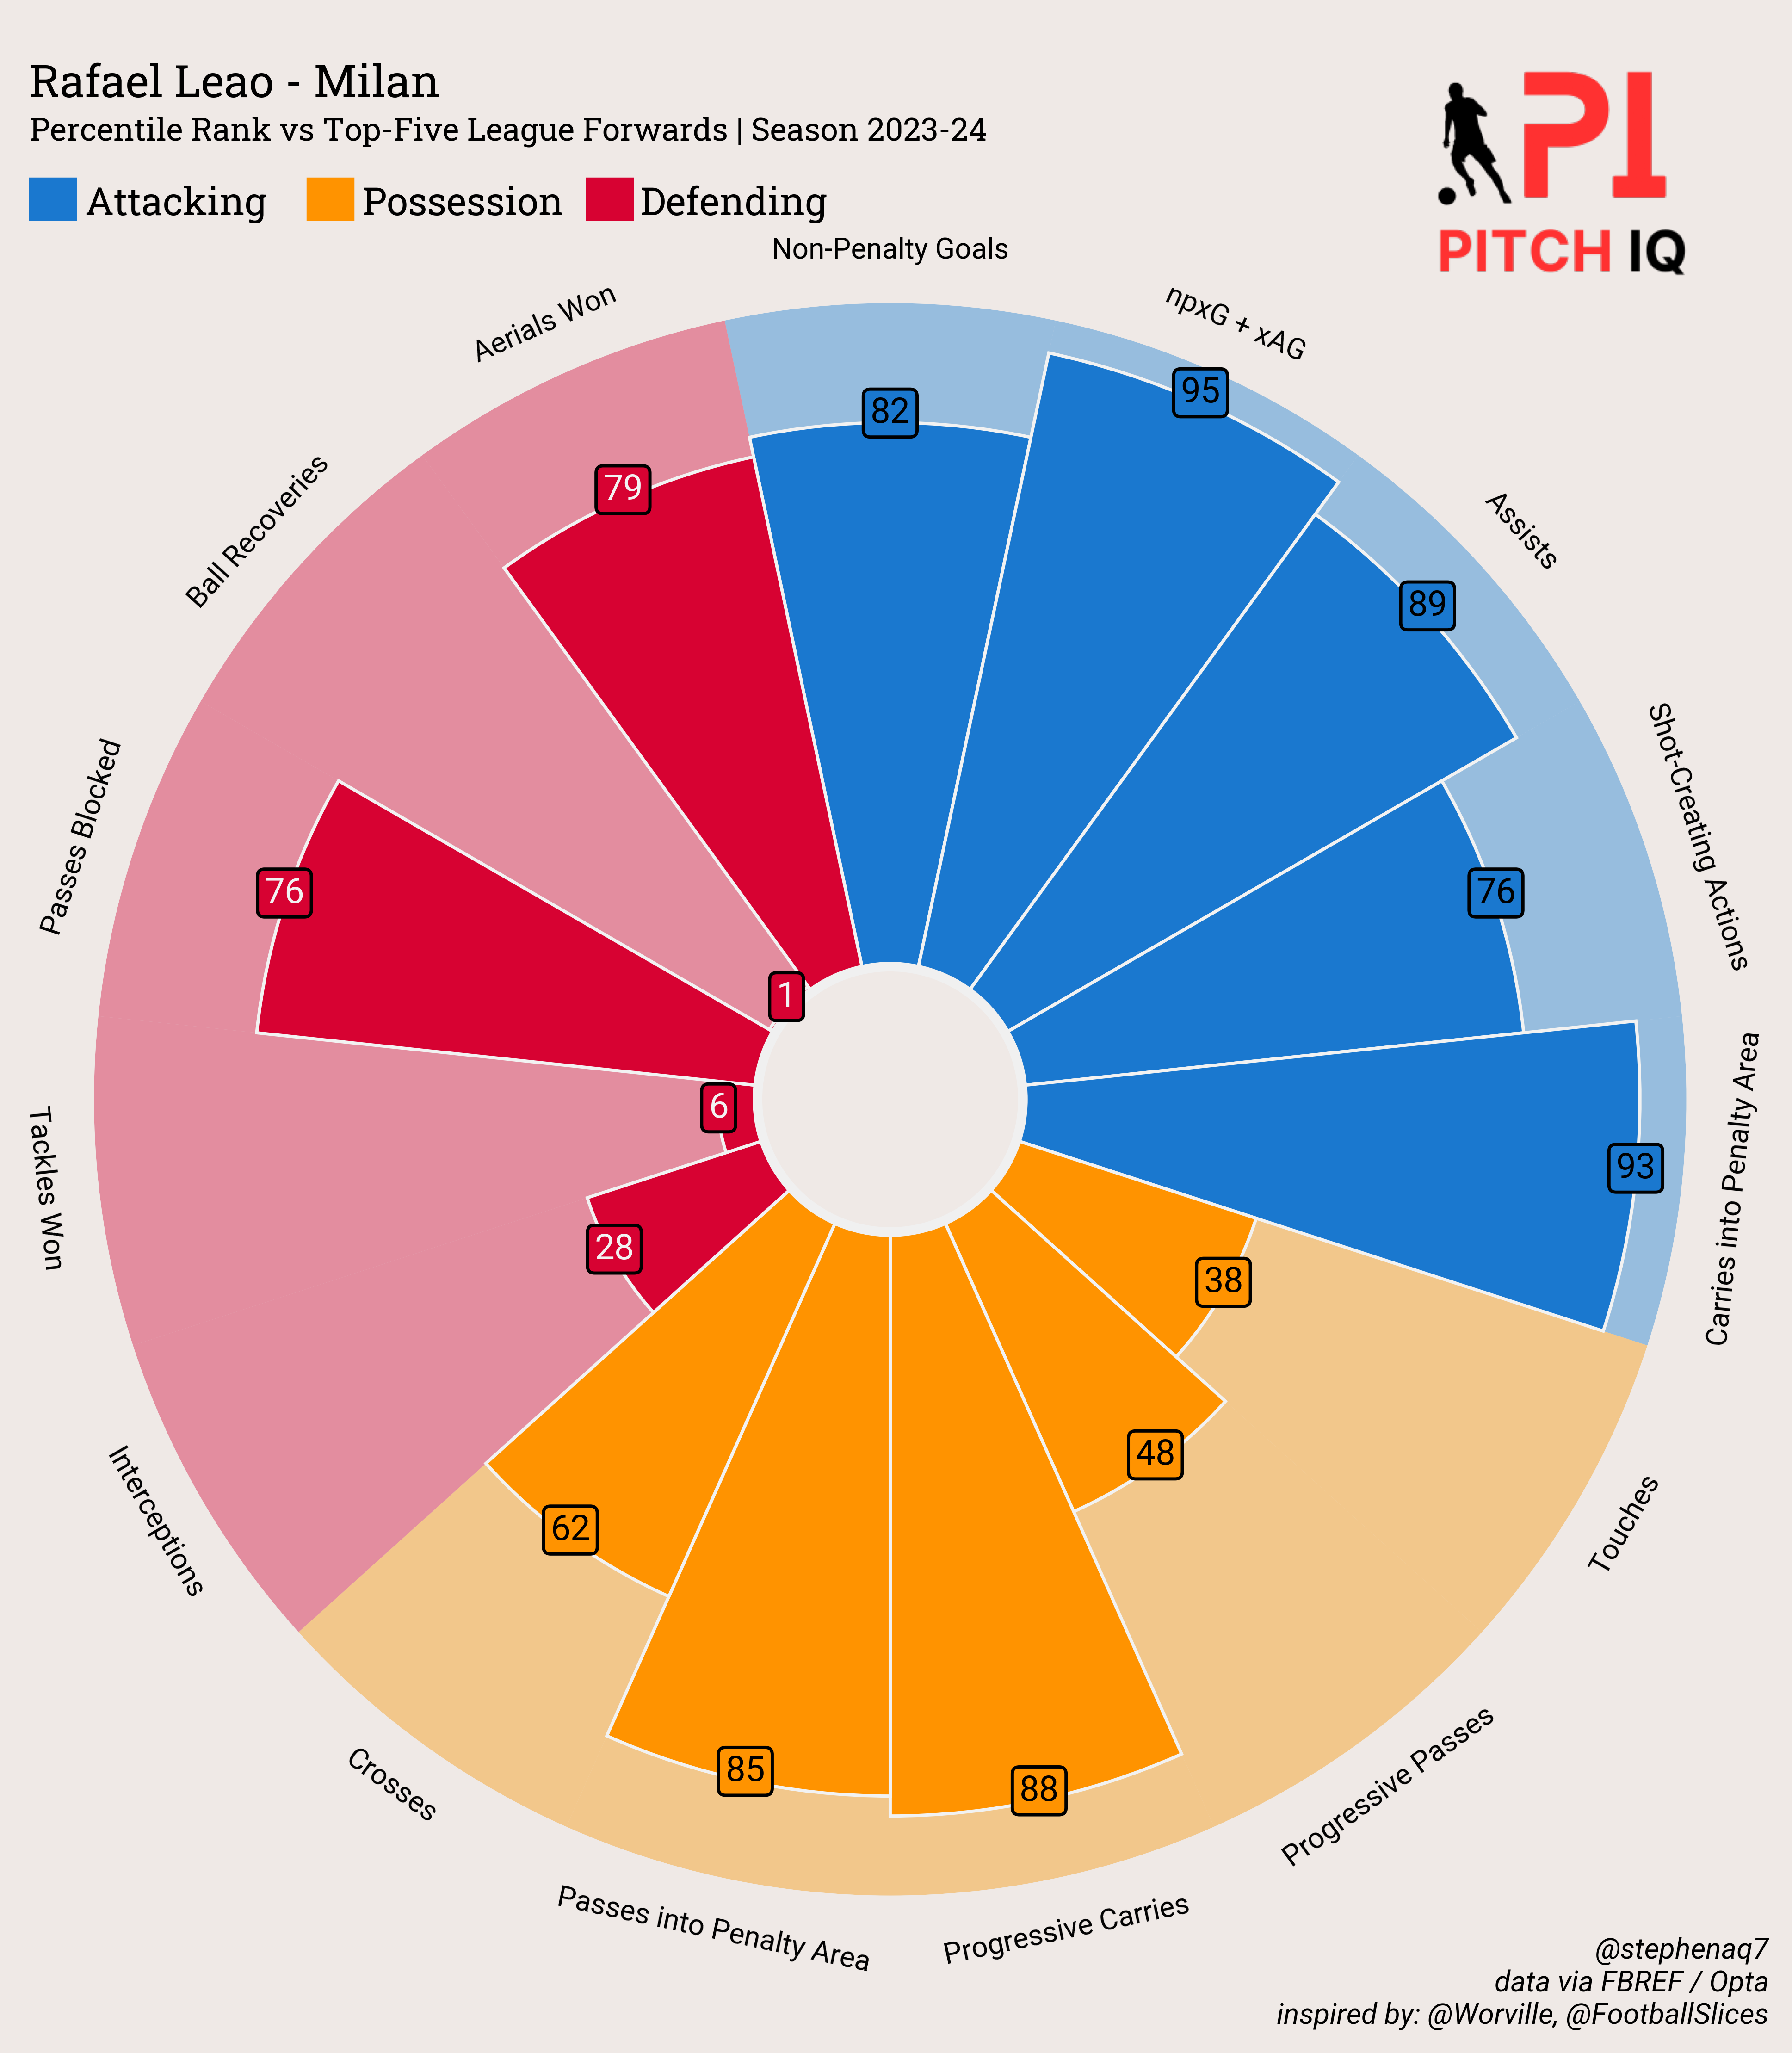 Rafael Leao - Milan
Percentile Rank vs Top-Five League Forwards | Season 2023-24
Attacking Possession Defending
PI
PITCH IQ
Non-Penalty Goals
82
npxG + xAG
95
Assists
89
Shot-Creating Actions
76
Carries into Penalty Area
93
Touches
38
Progressive Passes
48
Progressive Carries
88
Passes into Penalty Area
85
Crosses
62
Interceptions
28
Tackles Won
6
Passes Blocked
76
Ball Recoveries
1
Aerials Won
79
@stephenaq7
data via FBREF / Opta
inspired by: @Worville, @FootballSlices